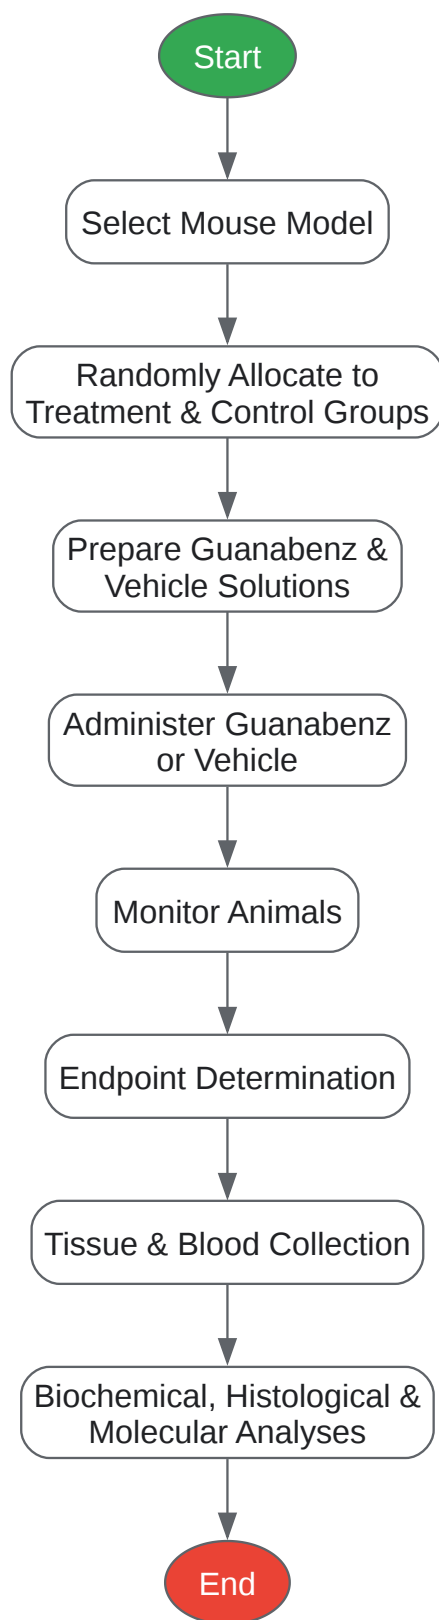 Start
Select Mouse Model
Randomly Allocate to
Treatment & Control Groups
Prepare Guanabenz &
Vehicle Solutions
Administer Guanabenz
or Vehicle
Monitor Animals
Endpoint Determination
Tissue & Blood Collection
Biochemical, Histological &
Molecular Analyses
End